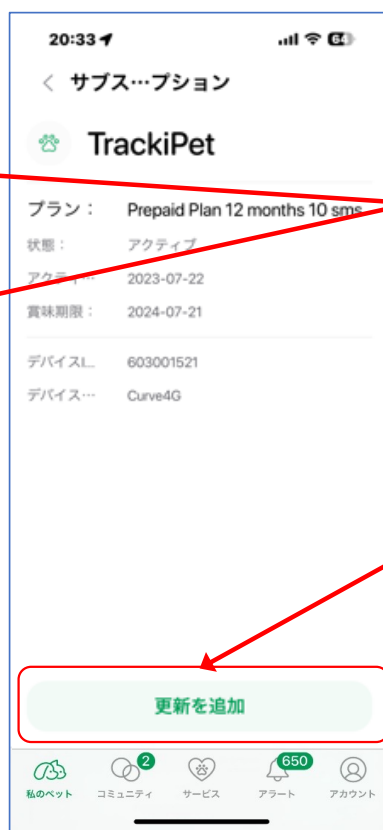 20:33
64
サブス…プション
TrackiPet
プラン： Prepaid Plan 12 months 10 sms
状態： アクティブ
アクティ… 2023-07-22
賞味期限： 2024-07-21
デバイスI… 603001521
デバイス… Curve4G
更新を追加
2 650
私のペット コミュニティ サービス アラート アカウント